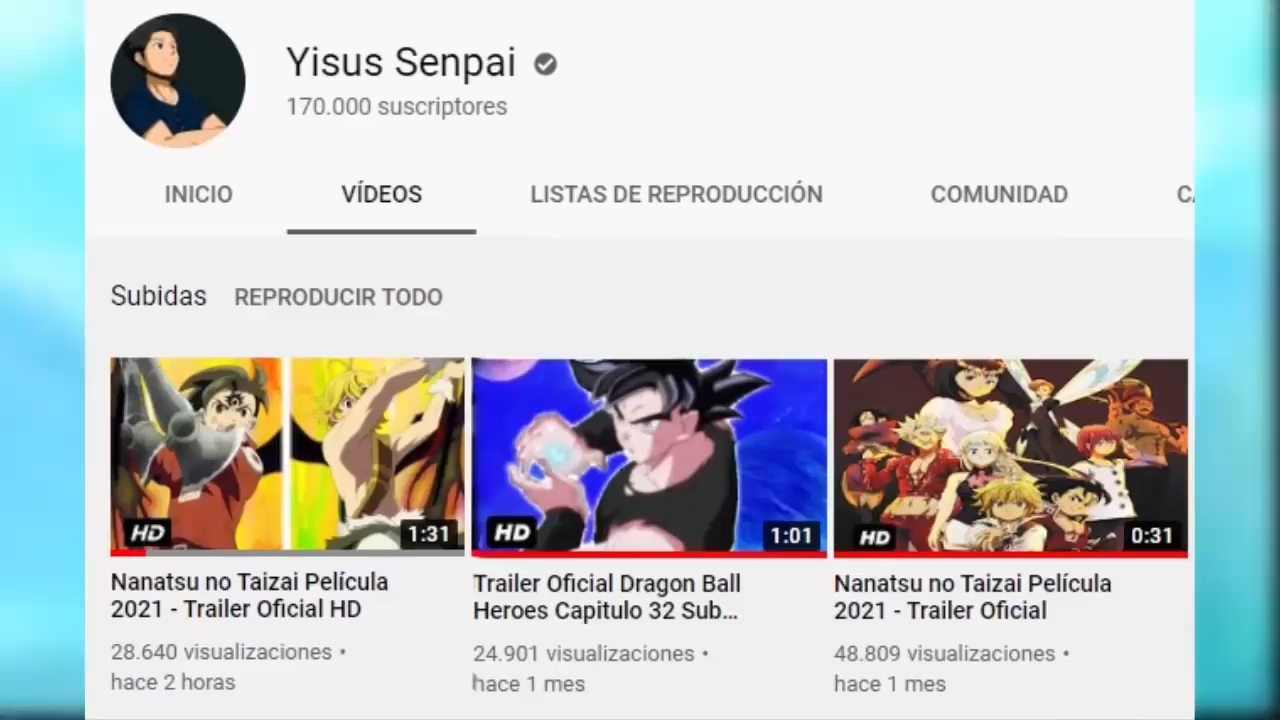 Yisus Senpai
170.000 suscriptores
INICIO
VÍDEOS
LISTAS DE REPRODUCCIÓN
COMUNIDAD
Subidas
REPRODUCIR TODO
HD
1:31
HD
1:01
HD
0:31
Nanatsu no Taizai Película
2021 - Trailer Oficial HD
28.640 visualizaciones •
hace 2 horas
Trailer Oficial Dragon Ball
Heroes Capitulo 32 Sub...
24.901 visualizaciones •
hace 1 mes
Nanatsu no Taizai Película
2021 - Trailer Oficial
48.809 visualizaciones •
hace 1 mes